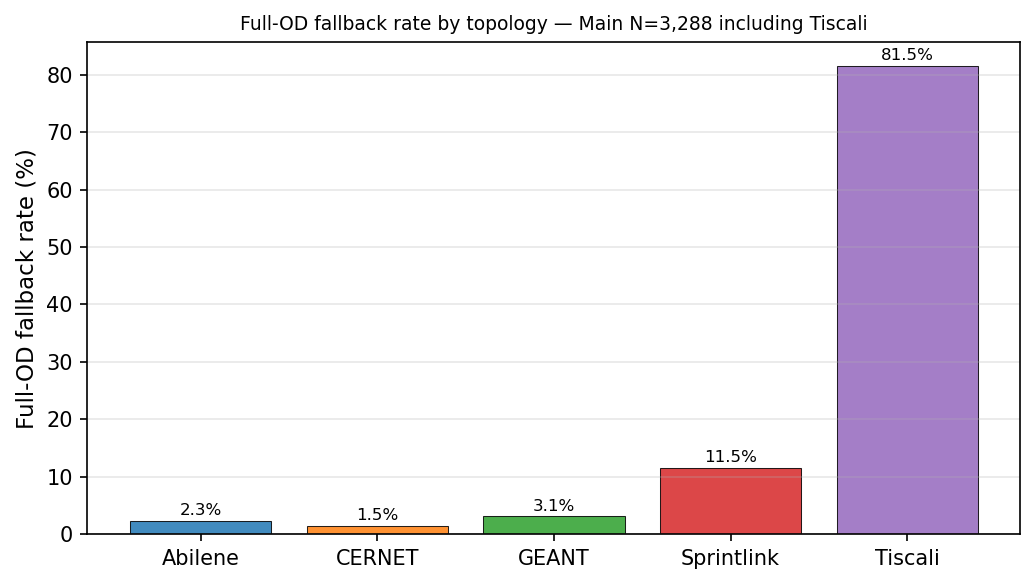 Full-OD fallback rate by topology — Main N=3,288 including Tiscali
Full-OD fallback rate (%)
80
70
60
50
40
30
20
10
0
2.3%
1.5%
3.1%
11.5%
81.5%
Abilene
CERNET
GEANT
Sprintlink
Tiscali